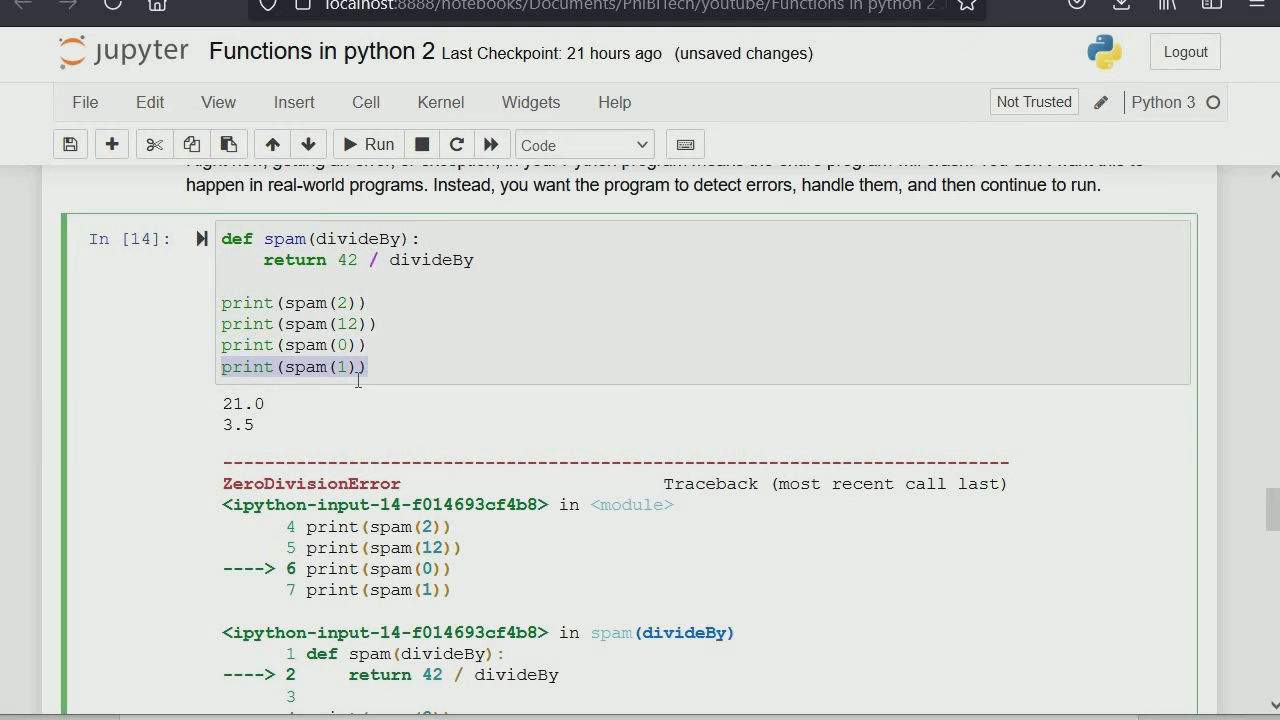 localhost:8888/notebooks/Documents/PhiBiTech/youtube/Functions in python 2
jupyter Functions in python 2 Last Checkpoint: 21 hours ago (unsaved changes)
Logout
File Edit View Insert Cell Kernel Widgets Help
Not Trusted Python 3
Run Code
happen in real-world programs. Instead, you want the program to detect errors, handle them, and then continue to run.
In [14]: def spam(divideBy):
return 42 / divideBy
print(spam(2))
print(spam(12))
print(spam(0))
print(spam(1))
21.0
3.5
---------------------------------------------------------------------------
ZeroDivisionError Traceback (most recent call last)
<ipython-input-14-f014693cf4b8> in <module>
4 print(spam(2))
5 print(spam(12))
----> 6 print(spam(0))
7 print(spam(1))
<ipython-input-14-f014693cf4b8> in spam(divideBy)
1 def spam(divideBy):
----> 2 return 42 / divideBy
3